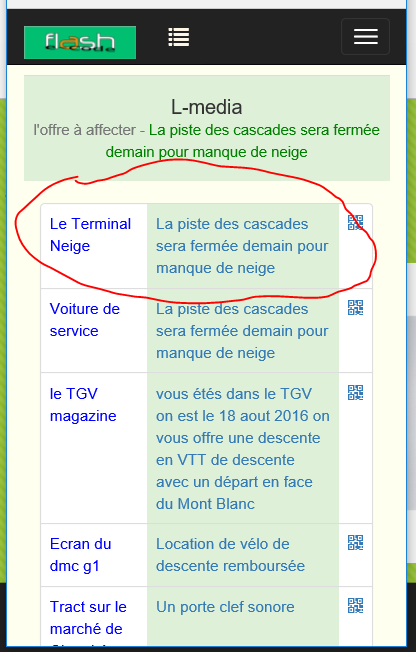 flash
e-code
L-media
l'offre à affecter - La piste des cascades sera fermée
demain pour manque de neige
Le Terminal
Neige
La piste des cascades
sera fermée demain pour
manque de neige
Voiture de
service
La piste des cascades
sera fermée demain pour
manque de neige
le TGV
magazine
vous étés dans le TGV
on est le 18 aout 2016 on
vous offre une descente
en VTT de descente
avec un départ en face
du Mont Blanc
Ecran du
dmc g1
Location de vélo de
descente remboursée
Tract sur le
marché de
Un porte clef sonore